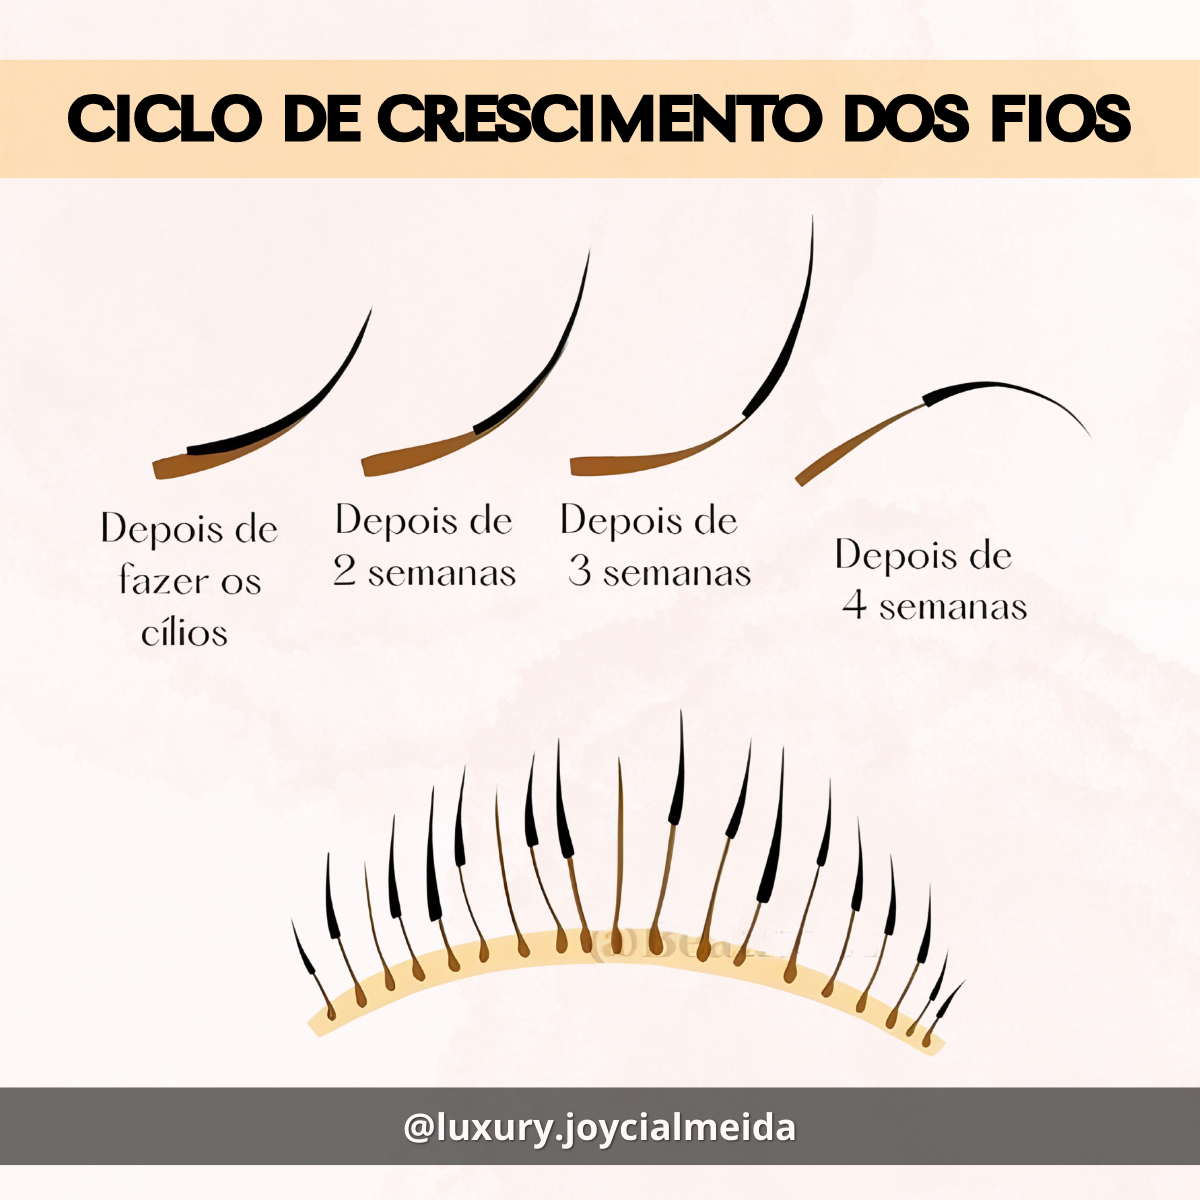 CICLO DE CRESCIMENTO DOS FIOS
Depois de
fazer os
cílios
Depois de
2 semanas
Depois de
3 semanas
Depois de
4 semanas
@luxury.joycialmeida